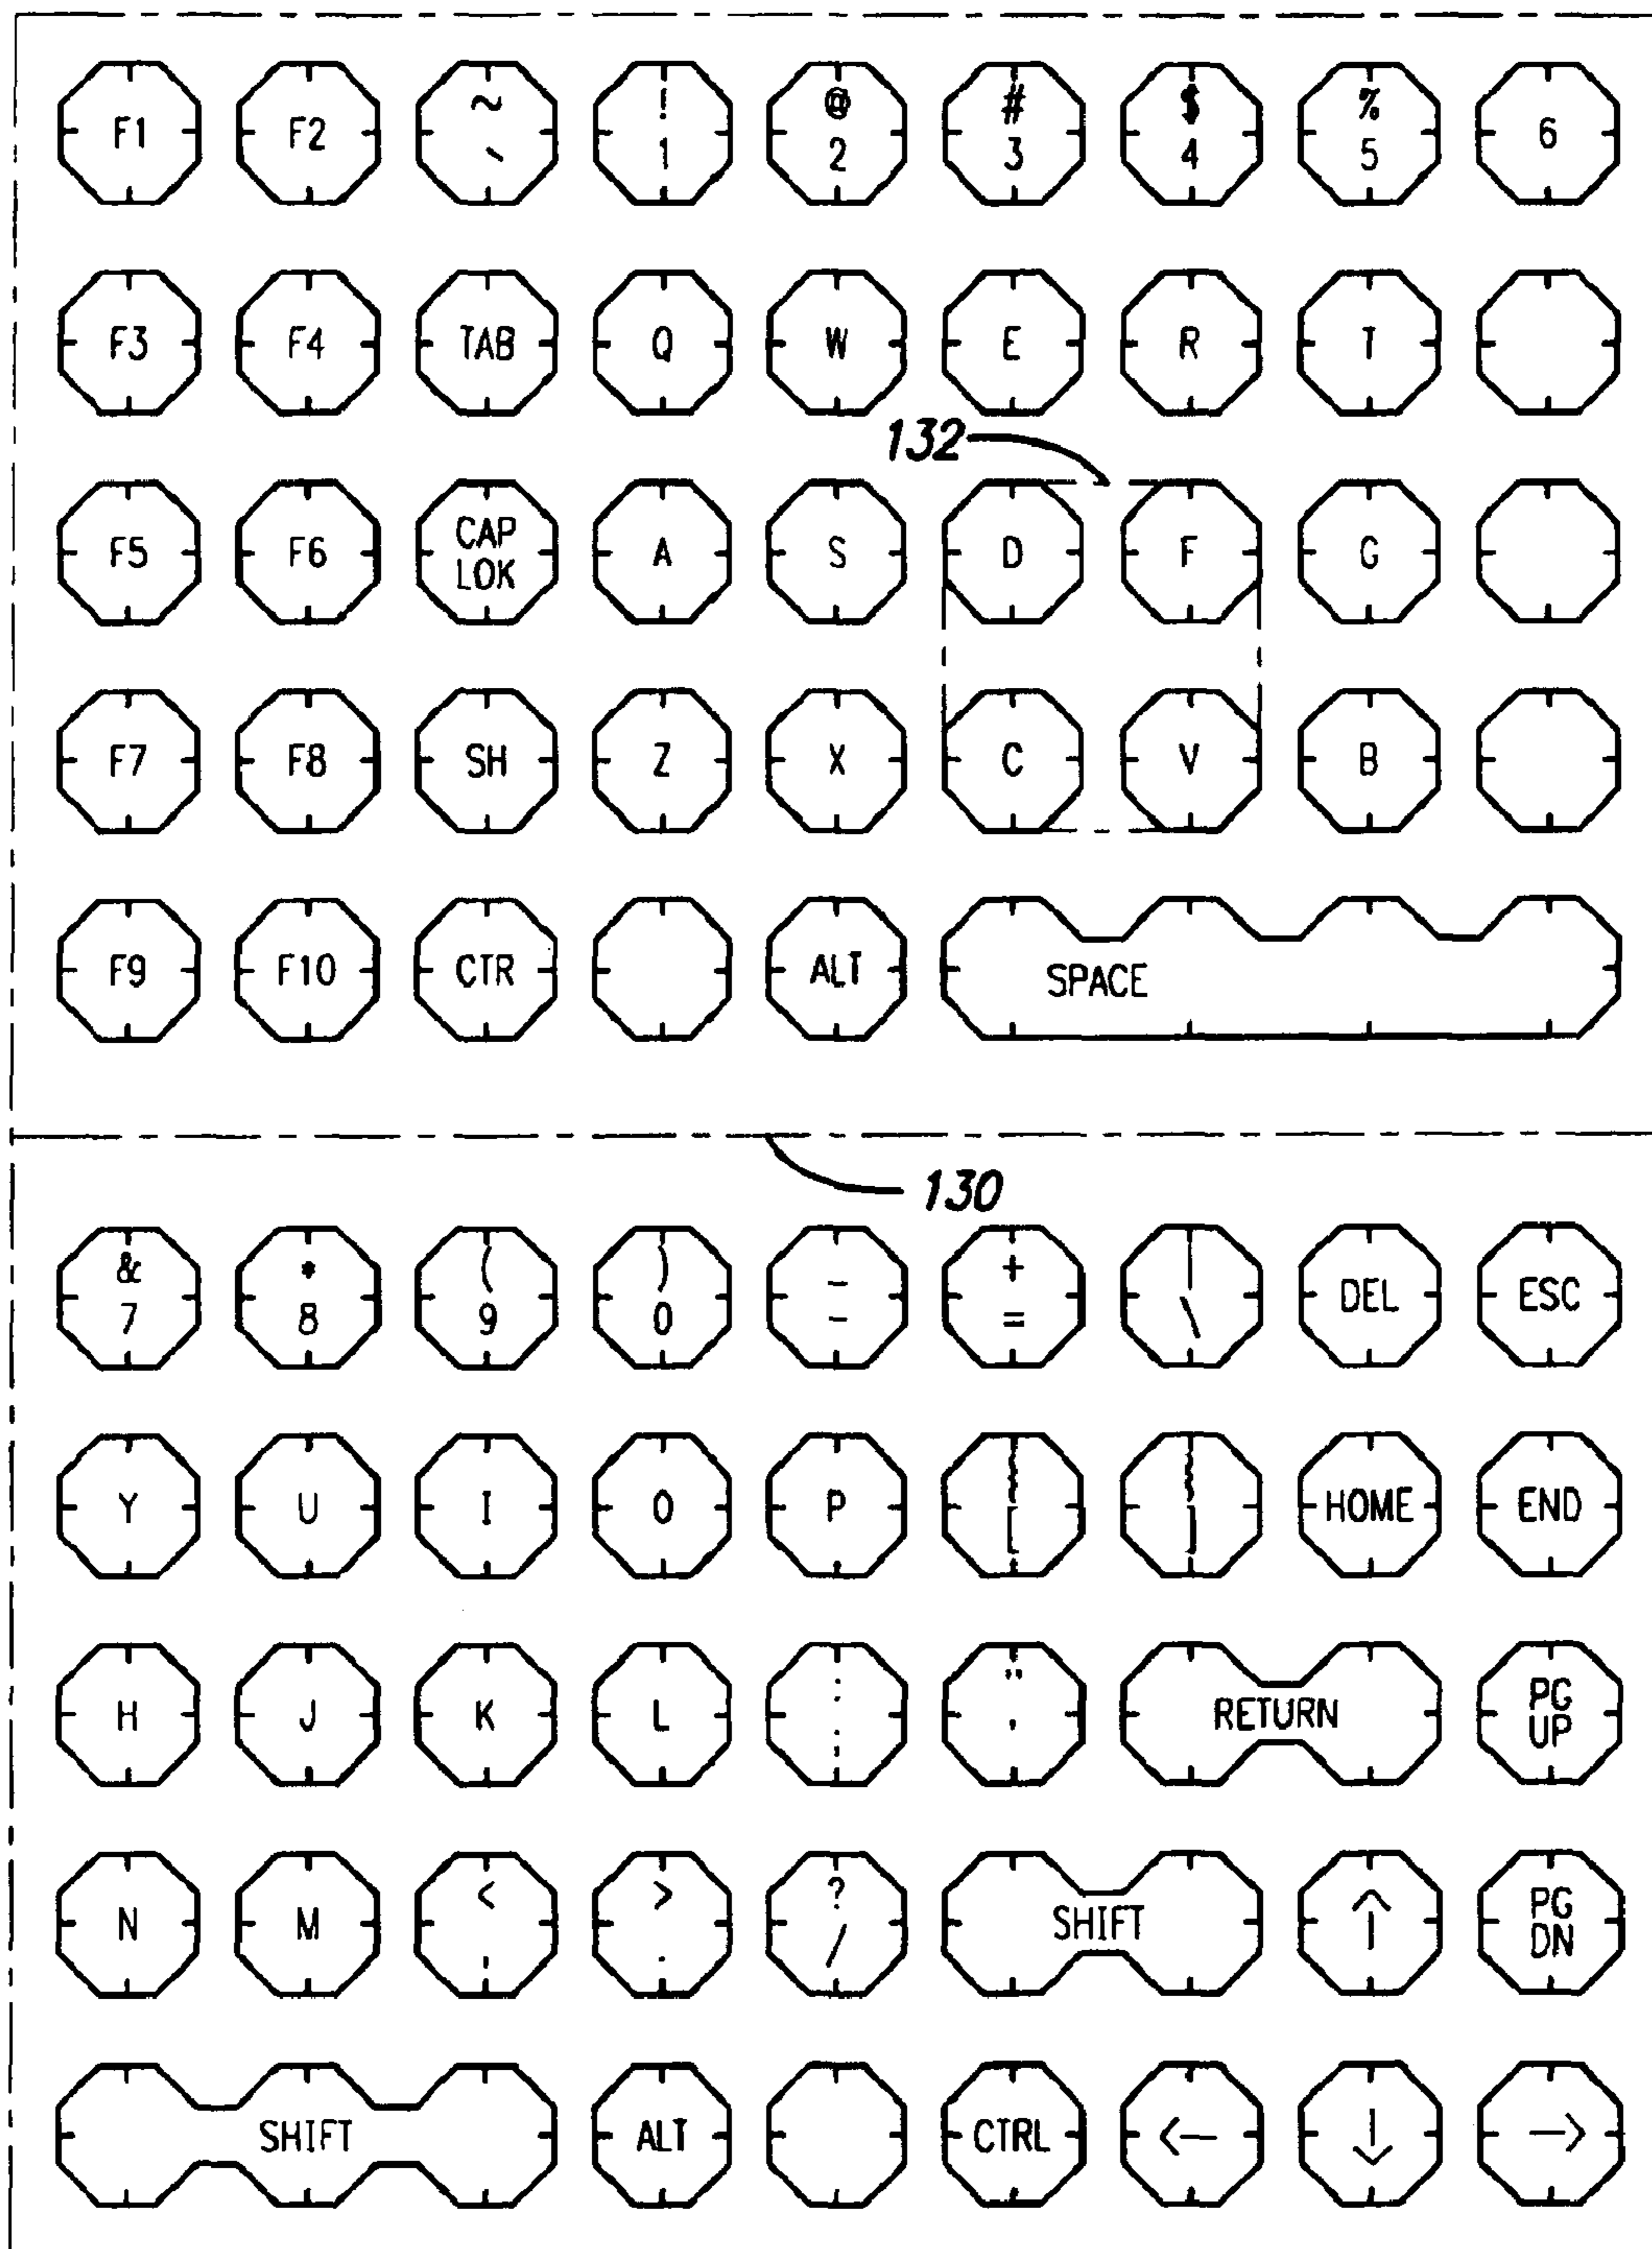 F1 F2 ~ ! @ # $ % 6
` 1 2 3 4 5
F3 F4 TAB Q W E R T
132
F5 F6 CAP LOK A S D F G
F7 F8 SH Z X C V B
F9 F10 CTR ALT SPACE
130
& * ( ) _ + | DEL ESC
7 8 9 0 - = \
Y U I O P { } HOME END
[ ]
H J K L : " RETURN PG UP
; '
N M < > ? SHIFT ↑ PG DN
, . /
SHIFT ALT CTRL ← ↓ →